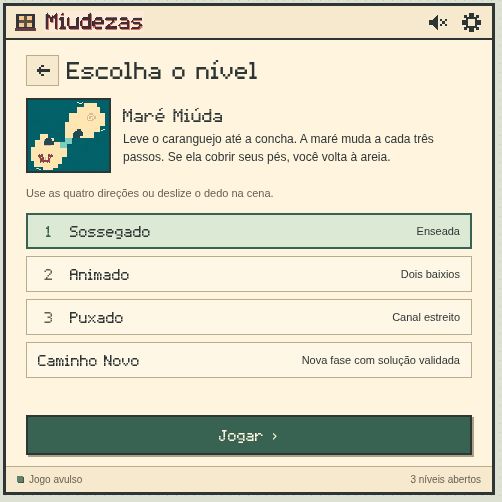 Miudezas
Escolha o nível
Maré Miúda
Leve o caranguejo até a concha. A maré muda a cada três
passos. Se ela cobrir seus pés, você volta à areia.
Use as quatro direções ou deslize o dedo na cena.
1 Sossegado Enseada
2 Animado Dois baixios
3 Puxado Canal estreito
Caminho Novo Nova fase com solução validada
Jogar ›
Jogo avulso 3 níveis abertos